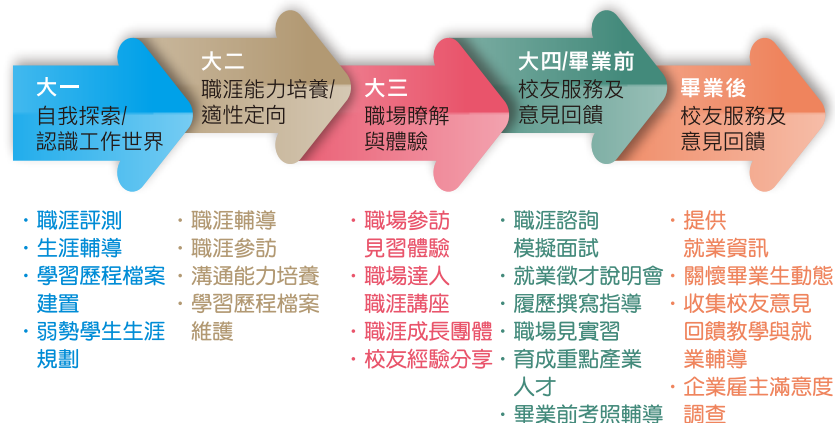 大一
自我探索/
認識工作世界
大二
職涯能力培養/
適性定向
大三
職場瞭解
與體驗
大四/畢業前
校友服務及
意見回饋
畢業後
校友服務及
意見回饋
· 職涯評測
· 生涯輔導
· 學習歷程檔案
建置
· 弱勢學生生涯
規劃
· 職涯輔導
· 職涯參訪
· 溝通能力培養
· 學習歷程檔案
維護
· 職場參訪
見習體驗
· 職場達人
職涯講座
· 職涯成長團體
· 校友經驗分享
· 職涯諮詢
模擬面試
· 就業徵才說明會
· 履歷撰寫指導
· 職場見實習
· 育成重點產業
人才
· 畢業前考照輔導
· 提供
就業資訊
· 關懷畢業生動態
· 收集校友意見
回饋教學與就
業輔導
· 企業雇主滿意度
調查